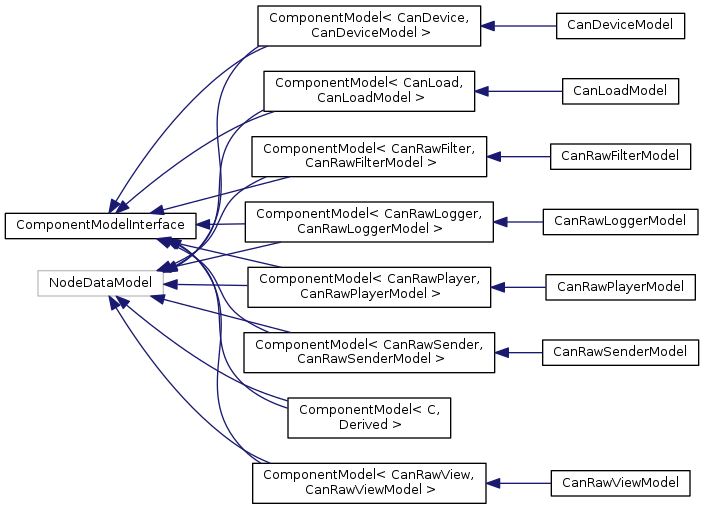 ComponentModel< CanDevice,
CanDeviceModel >
CanDeviceModel
ComponentModel< CanLoad,
CanLoadModel >
CanLoadModel
ComponentModel< CanRawFilter,
CanRawFilterModel >
CanRawFilterModel
ComponentModelInterface
ComponentModel< CanRawLogger,
CanRawLoggerModel >
CanRawLoggerModel
NodeDataModel
ComponentModel< CanRawPlayer,
CanRawPlayerModel >
CanRawPlayerModel
ComponentModel< CanRawSender,
CanRawSenderModel >
CanRawSenderModel
ComponentModel< C,
Derived >
ComponentModel< CanRawView,
CanRawViewModel >
CanRawViewModel